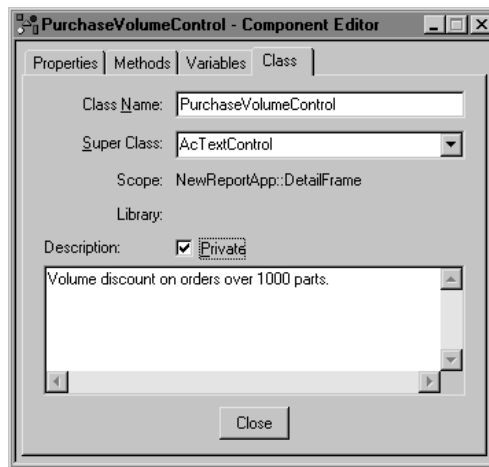 PurchaseVolumeControl - Component Editor
Properties Methods Variables Class
Class Name: PurchaseVolumeControl
Super Class: AcTextControl
Scope: NewReportApp::DetailFrame
Library:
Description: Private
Volume discount on orders over 1000 parts.
Close